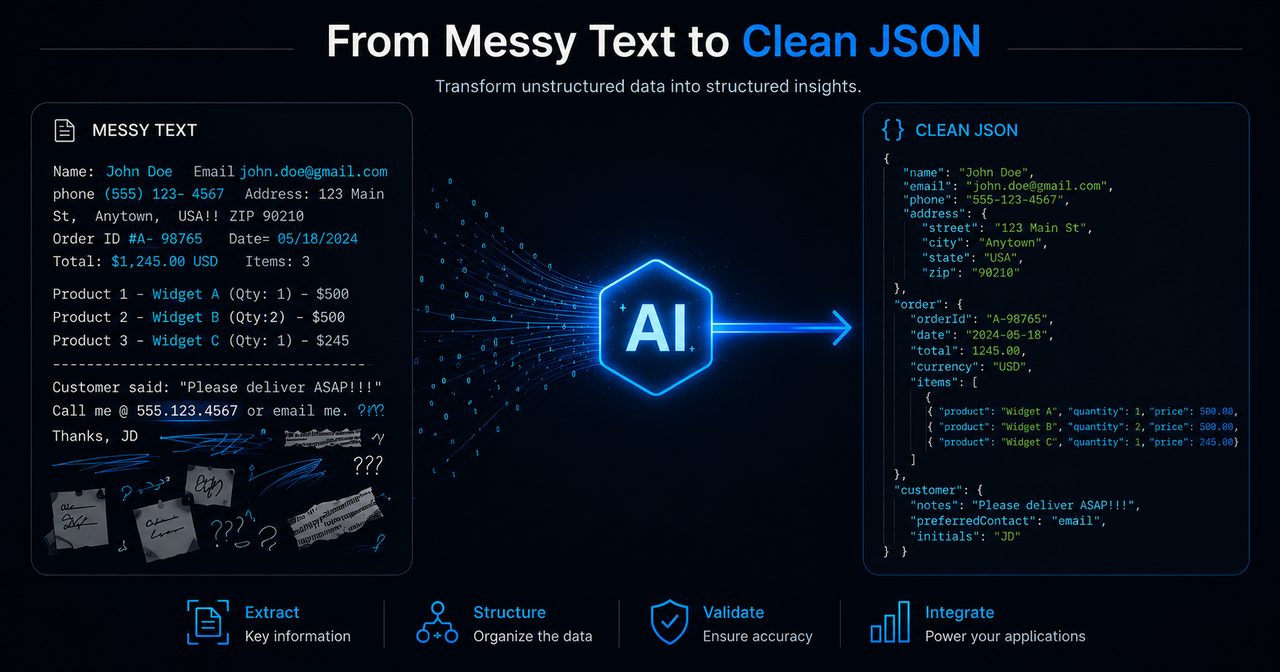 From Messy Text to Clean JSON
Transform unstructured data into structured insights.
MESSY TEXT
Name: John Doe Email john.doe@gmail.com
phone (555) 123- 4567 Address: 123 Main
St, Anytown, USA!! ZIP 90210
Order ID #A- 98765 Date= 05/18/2024
Total: $1,245.00 USD Items: 3
Product 1 - Widget A (Qty: 1) - $500
Product 2 - Widget B (Qty:2) - $500
Product 3 - Widget C (Qty: 1) - $245
-----------------------------------
Customer said: "Please deliver ASAP!!!"
Call me @ 555.123.4567 or email me. ?!??
Thanks, JD
???
???
?
AI
{} CLEAN JSON
{
"name": "John Doe",
"email": "john.doe@gmail.com",
"phone": "555-123-4567",
"address": {
"street": "123 Main St",
"city": "Anytown",
"state": "USA",
"zip": "90210"
},
"order": {
"orderId": "A-98765",
"date": "2024-05-18",
"total": 1245.00,
"currency": "USD",
"items": [
{
{ "product": "Widget A", "quantity": 1, "price": 500.00,
{ "product": "Widget B", "quantity": 2, "price": 500.00,
{ "product": "Widget C", "quantity": 1, "price": 245.00}
]
},
"customer": {
"notes": "Please deliver ASAP!!!",
"preferredContact": "email",
"initials": "JD"
} }
Extract
Key information
Structure
Organize the data
Validate
Ensure accuracy
Integrate
Power your applications